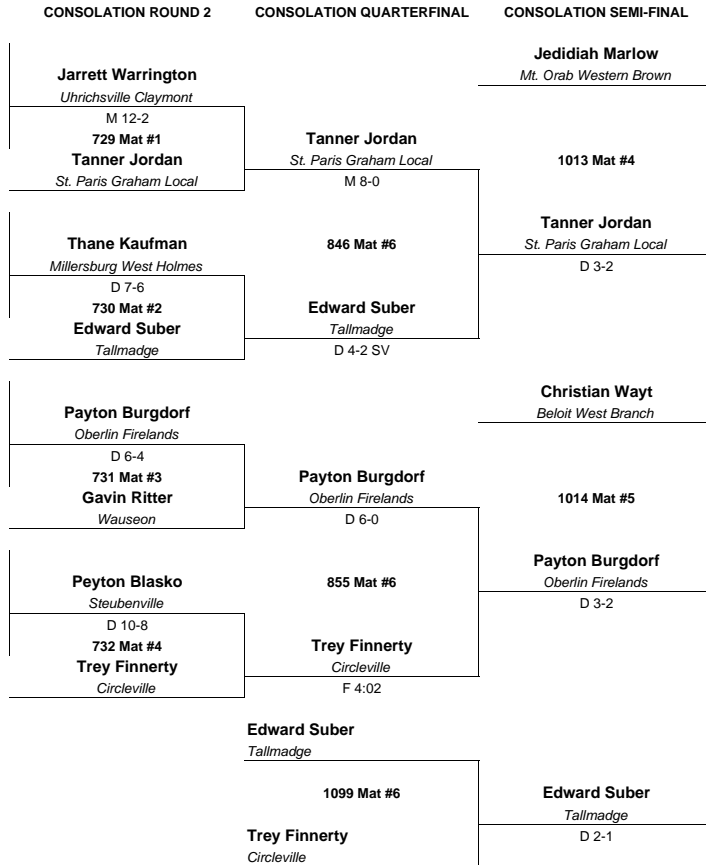 CONSOLATION ROUND 2 CONSOLATION QUARTERFINAL CONSOLATION SEMI-FINAL
Jedidiah Marlow
Mt. Orab Western Brown
Jarrett Warrington
Uhrichsville Claymont
M 12-2
729 Mat #1
Tanner Jordan
St. Paris Graham Local
Tanner Jordan
St. Paris Graham Local
M 8-0
1013 Mat #4
Thane Kaufman
Millersburg West Holmes
D 7-6
730 Mat #2
Edward Suber
Tallmadge
846 Mat #6
Edward Suber
Tallmadge
D 4-2 SV
Tanner Jordan
St. Paris Graham Local
D 3-2
Christian Wayt
Beloit West Branch
Payton Burgdorf
Oberlin Firelands
D 6-4
731 Mat #3
Gavin Ritter
Wauseon
Payton Burgdorf
Oberlin Firelands
D 6-0
1014 Mat #5
Peyton Blasko
Steubenville
D 10-8
732 Mat #4
Trey Finnerty
Circleville
855 Mat #6
Trey Finnerty
Circleville
F 4:02
Payton Burgdorf
Oberlin Firelands
D 3-2
Edward Suber
Tallmadge
1099 Mat #6
Trey Finnerty
Circleville
Edward Suber
Tallmadge
D 2-1